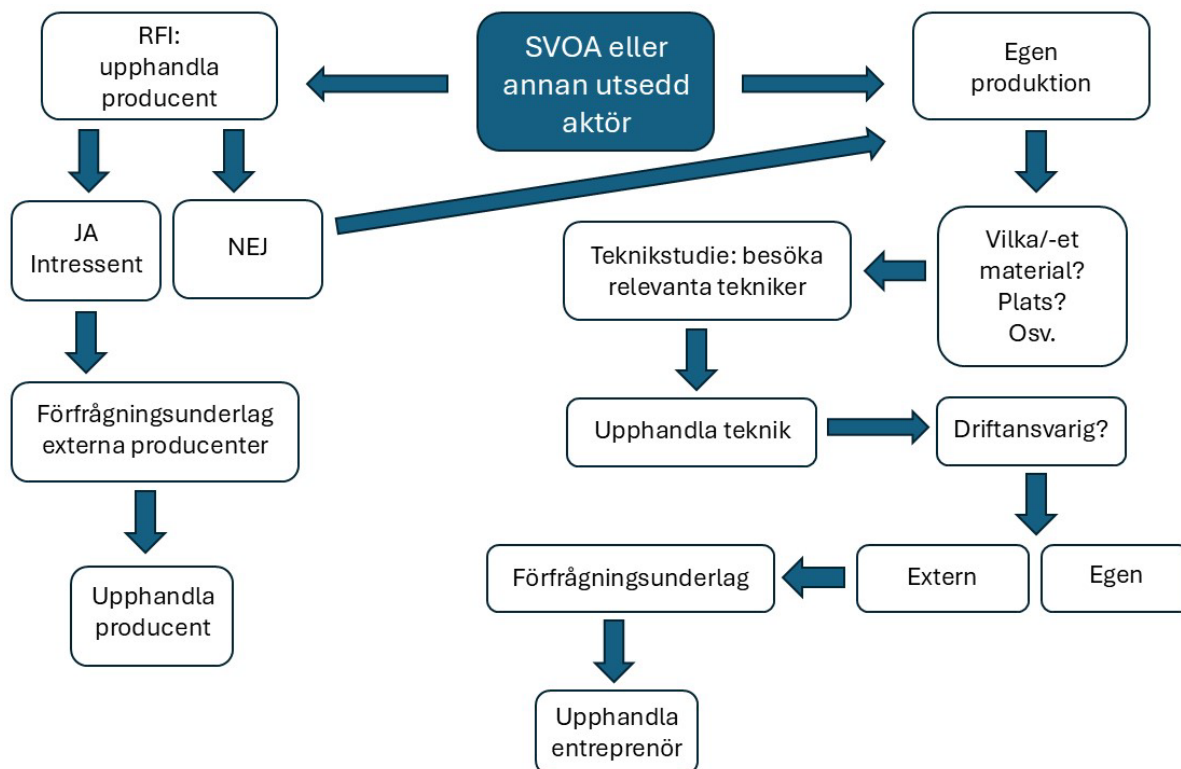 RFI:
upphandla
producent
SVOA eller
annan utsedd
aktör
Egen
produktion
JA
Intressent
NEJ
Teknikstudie: besöka
relevanta tekniker
Vilka/-et
material?
Plats?
Osv.
Förfrågningsunderlag
externa producenter
Upphandla teknik
Driftansvarig?
Upphandla
producent
Förfrågningsunderlag
Extern
Egen
Upphandla
entreprenör